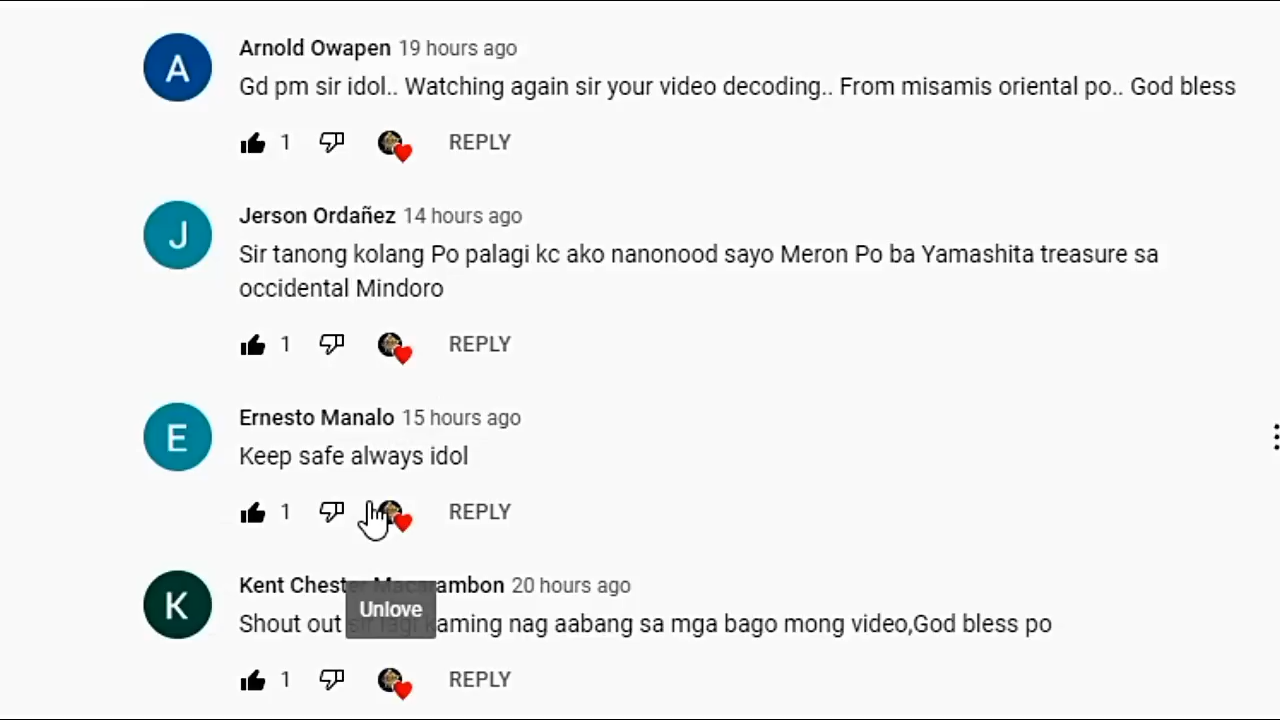 A
Arnold Owapen 19 hours ago
Gd pm sir idol.. Watching again sir your video decoding.. From misamis oriental po.. God bless
1 REPLY
J
Jerson Ordañez 14 hours ago
Sir tanong kolang Po palagi kc ako nanonood sayo Meron Po ba Yamashita treasure sa
occidental Mindoro
1 REPLY
E
Ernesto Manalo 15 hours ago
Keep safe always idol
1 REPLY
K
Kent Chester Macarambon 20 hours ago
Unlove
Shout out sir lagi kaming nag aabang sa mga bago mong video,God bless po
1 REPLY